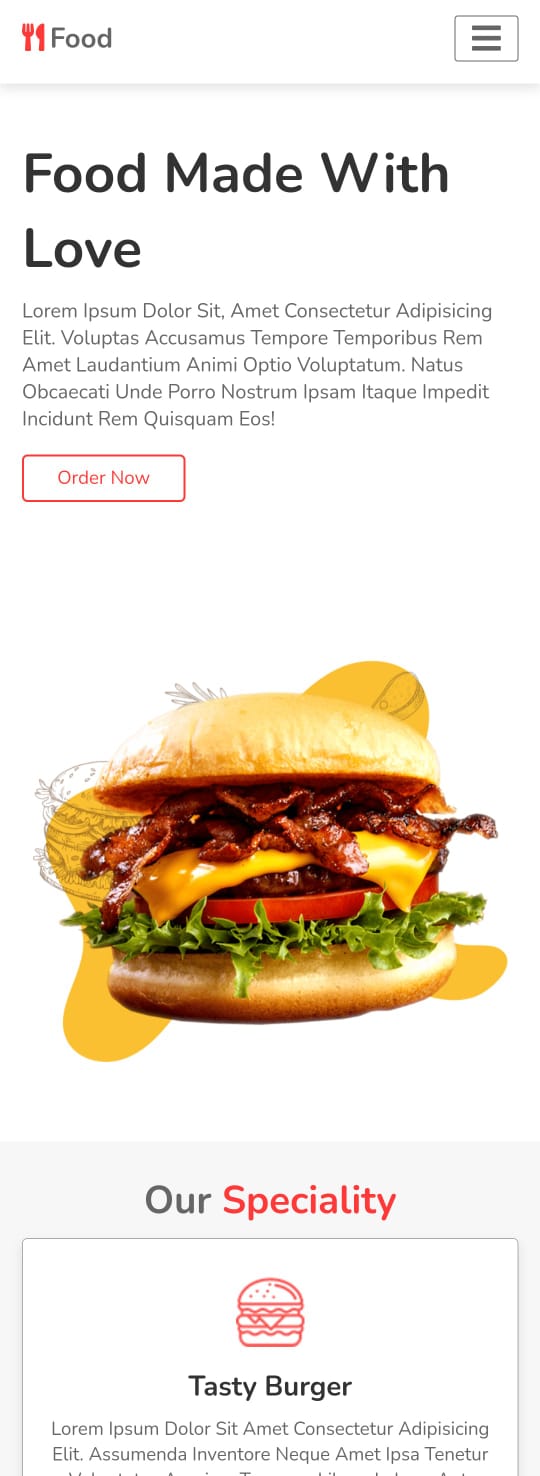 Food
Food Made With
Love
Lorem Ipsum Dolor Sit, Amet Consectetur Adipisicing
Elit. Voluptas Accusamus Tempore Temporibus Rem
Amet Laudantium Animi Optio Voluptatum. Natus
Obcaecati Unde Porro Nostrum Ipsam Itaque Impedit
Incidunt Rem Quisquam Eos!
Order Now
Our Speciality
Tasty Burger
Lorem Ipsum Dolor Sit Amet Consectetur Adipisicing
Elit. Assumenda Inventore Neque Amet Ipsa Tenetur